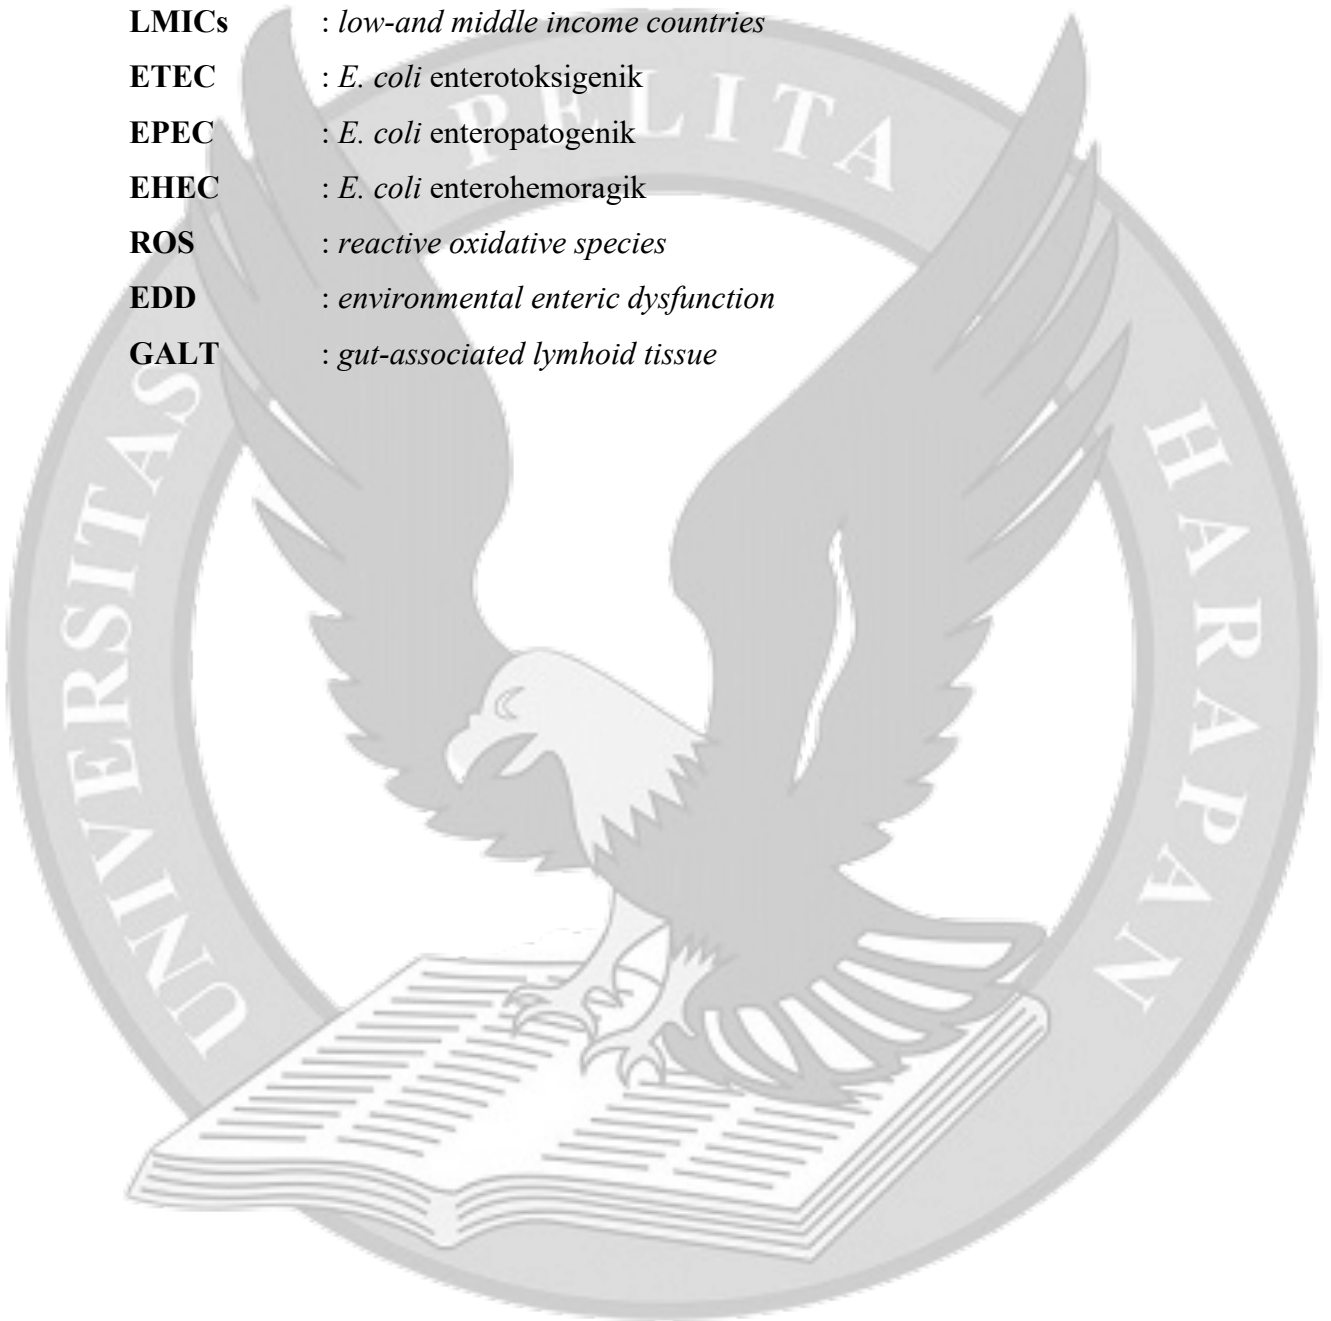 LMICs : low-and middle income countries
ETEC : E. coli enterotoksigenik
EPEC : E. coli enteropatogenik
EHEC : E. coli enterohemoragik
ROS : reactive oxidative species
EDD : environmental enteric dysfunction
GALT : gut-associated lymhoid tissue
UNIVERSITAS PELITA HARAPAN